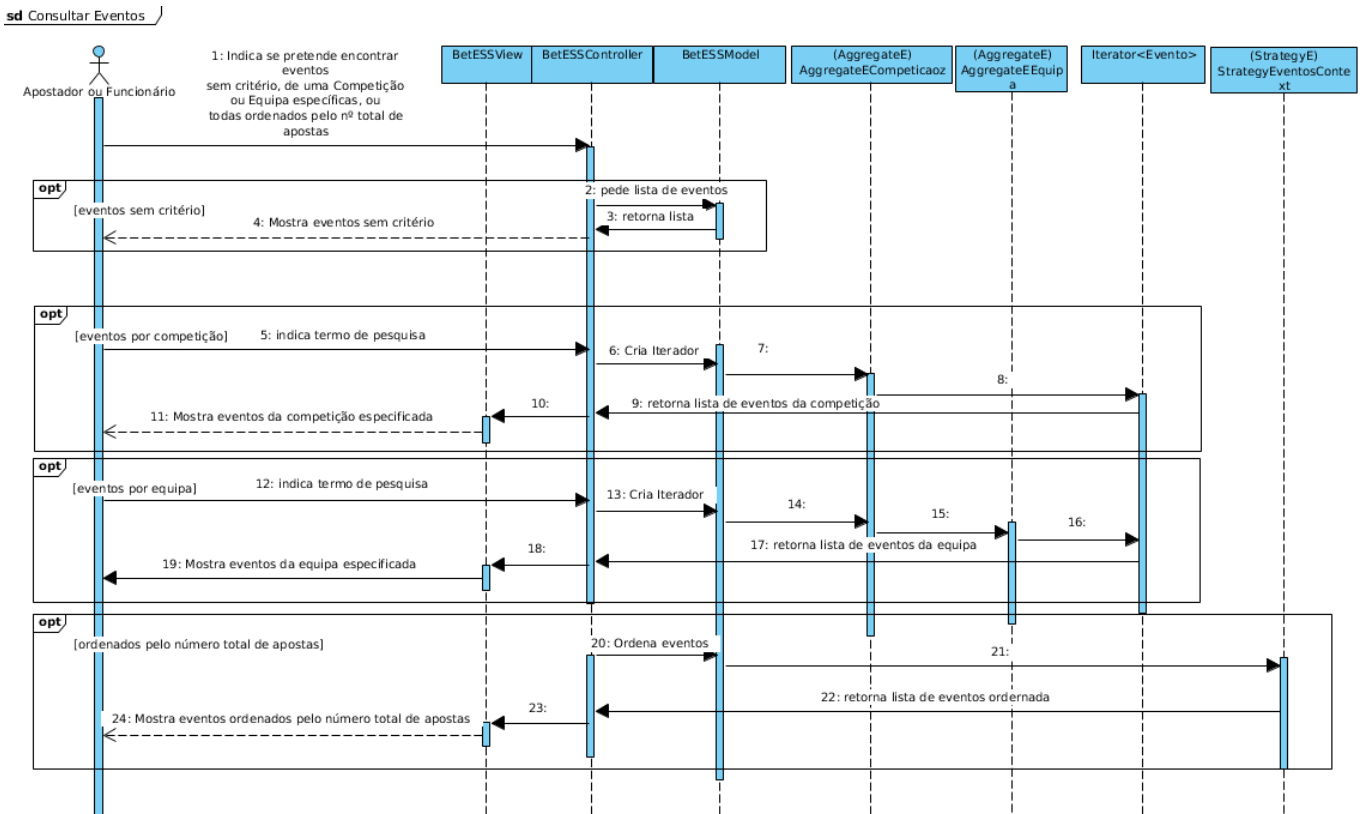 sd Consultar Eventos
Apostador ou Funcionário
1: Indica se pretende encontrar
eventos
sem critério, de uma Competição
ou Equipa específicas, ou
todas ordenados pelo nº total de
apostas
BetESSView
BetESSController
BetESSModel
(AggregateE)
AggregateECompeticaoz
(AggregateE)
AggregateEEquip
a
Iterator<Evento>
(StrategyE)
StrategyEventosConte
xt
opt
[eventos sem critério]
2: pede lista de eventos
3: retorna lista
4: Mostra eventos sem critério
opt
[eventos por competição]
5: indica termo de pesquisa
6: Cria Iterador
7:
8:
9: retorna lista de eventos da competição
10:
11: Mostra eventos da competição especificada
opt
[eventos por equipa]
12: indica termo de pesquisa
13: Cria Iterador
14:
15:
16:
17: retorna lista de eventos da equipa
18:
19: Mostra eventos da equipa especificada
opt
[ordenados pelo número total de apostas]
20: Ordena eventos
21:
22: retorna lista de eventos ordernada
23:
24: Mostra eventos ordenados pelo número total de apostas